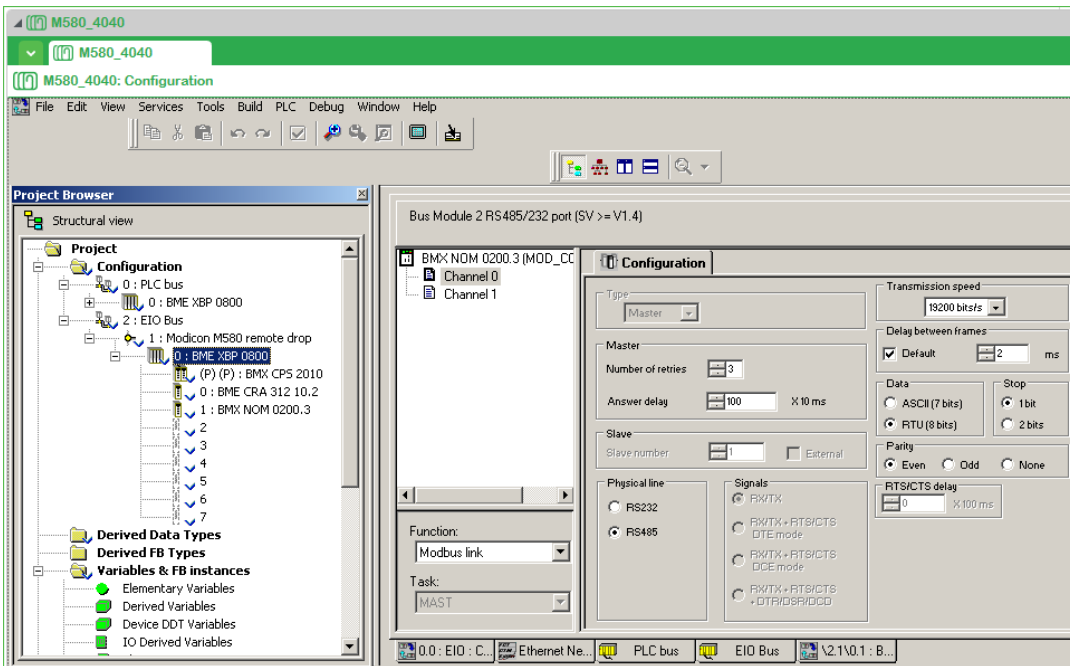 M580_4040
M580_4040
M580_4040: Configuration
File Edit View Services Tools Build PLC Debug Window Help
Project Browser
Structural view
Project
Configuration
0 : PLC bus
0 : BME XBP 0800
2 : EIO Bus
1 : Modicon M580 remote drop
0 : BME XBP 0800
(P) (P) : BMX CPS 2010
0 : BME CRA 312 10.2
1 : BMX NOM 0200.3
2
3
4
5
6
7
Derived Data Types
Derived FB Types
Variables & FB instances
Elementary Variables
Derived Variables
Device DDT Variables
IO Derived Variables
Bus Module 2 RS485/232 port (SV >= V1.4)
BMX NOM 0200.3 (MOD_CC
Channel 0
Channel 1
Function:
Modbus link
Task:
MAST
Configuration
Type
Master
Master
Number of retries 3
Answer delay 100 X 10 ms
Slave
Slave number 1 External
Physical line
RS232
RS485
Signals
RX/TX
RX/TX + RTS/CTS
DTE mode
RX/TX + RTS/CTS
DCE mode
RX/TX + RTS/CTS
+ DTR/DSR/DCD
Transmission speed
19200 bits/s
Delay between frames
Default 2 ms
Data
ASCII (7 bits)
RTU (8 bits)
Stop
1 bit
2 bits
Parity
Even Odd None
RTS/CTS delay
0 X 100 ms
0.0 : EIO : C... Ethernet Ne... PLC bus EIO Bus \2.1\0.1 : B...